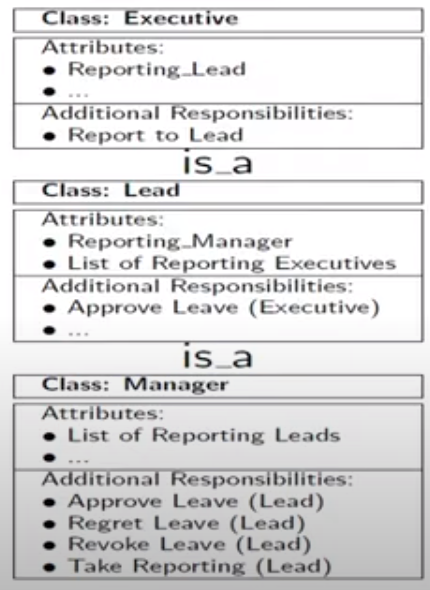 Class: Executive
Attributes:
● Reporting_Lead
● ...
Additional Responsibilities:
● Report to Lead
is_a
Class: Lead
Attributes:
● Reporting_Manager
● List of Reporting Executives
Additional Responsibilities:
● Approve Leave (Executive)
● ...
is_a
Class: Manager
Attributes:
● List of Reporting Leads
● ...
Additional Responsibilities:
● Approve Leave (Lead)
● Regret Leave (Lead)
● Revoke Leave (Lead)
● Take Reporting (Lead)